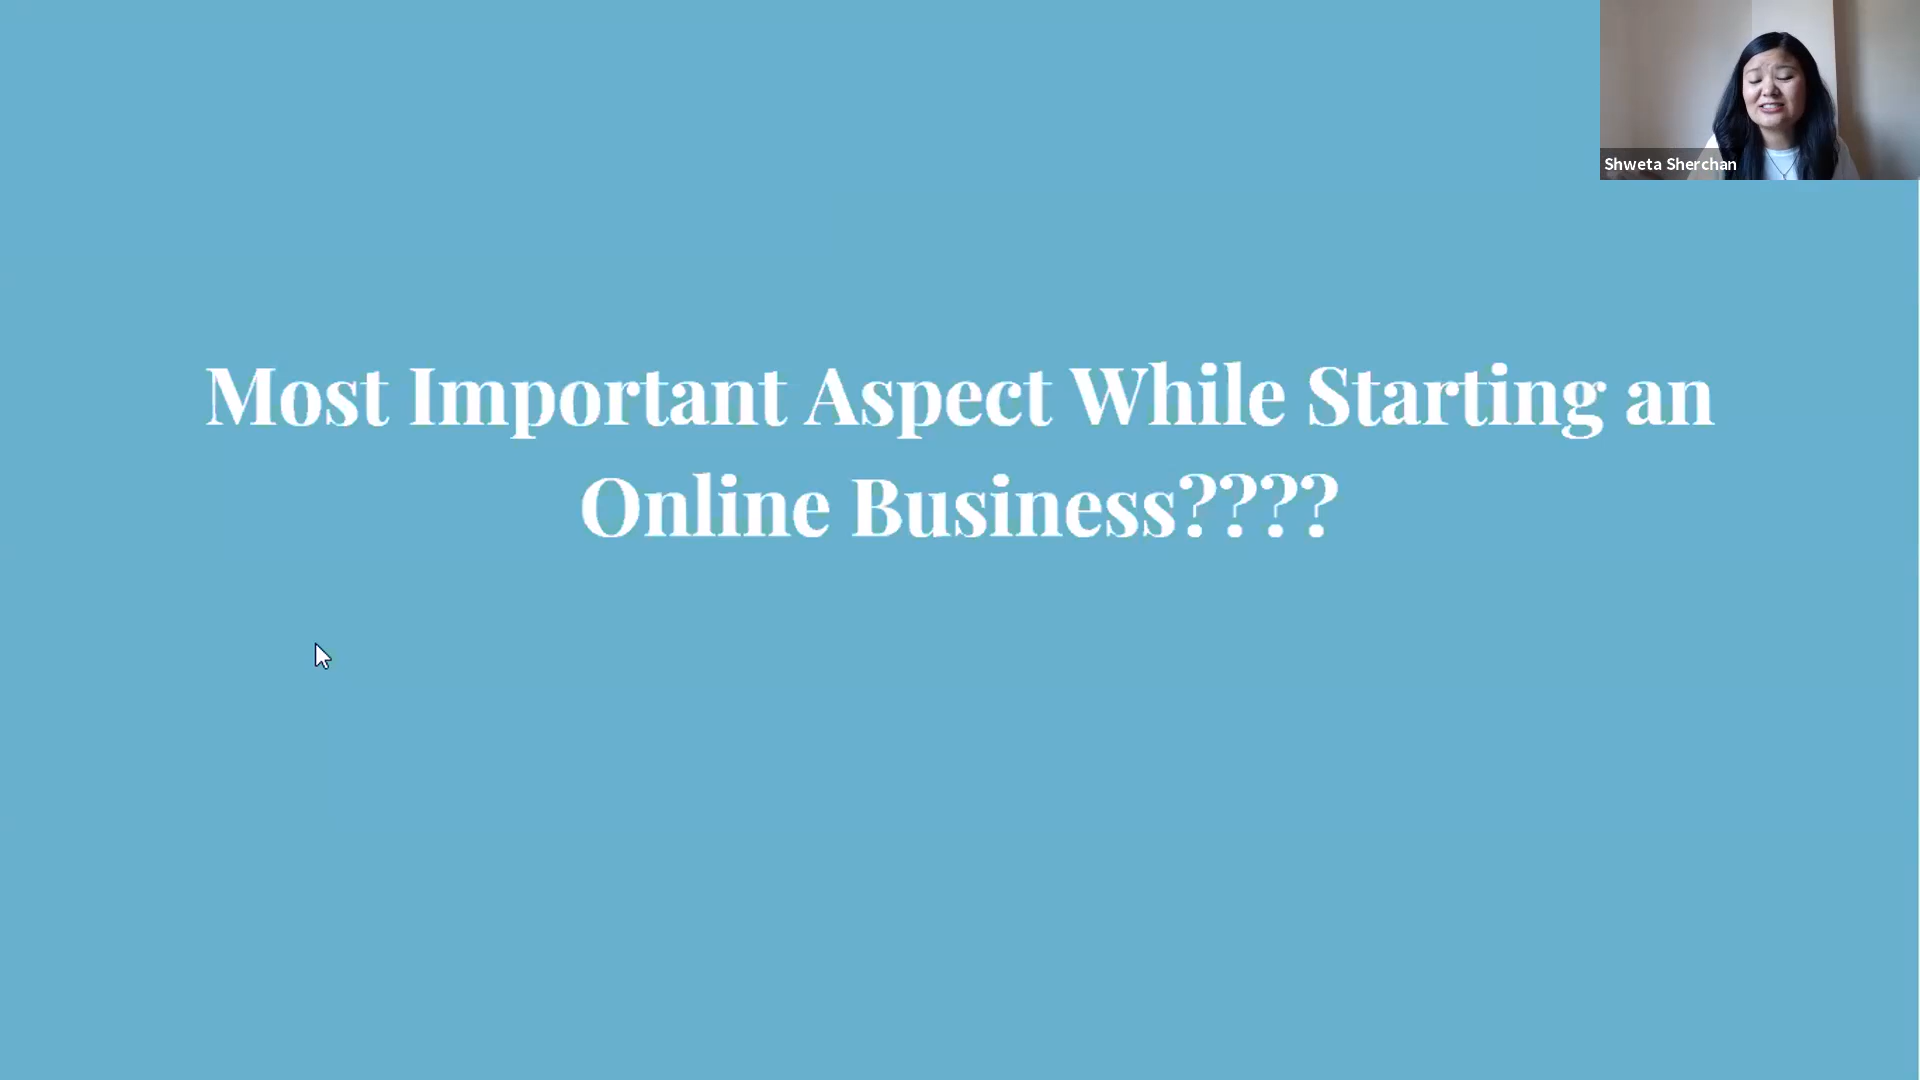 Shweta Sherchan
Most Important Aspect While Starting an
Online Business????